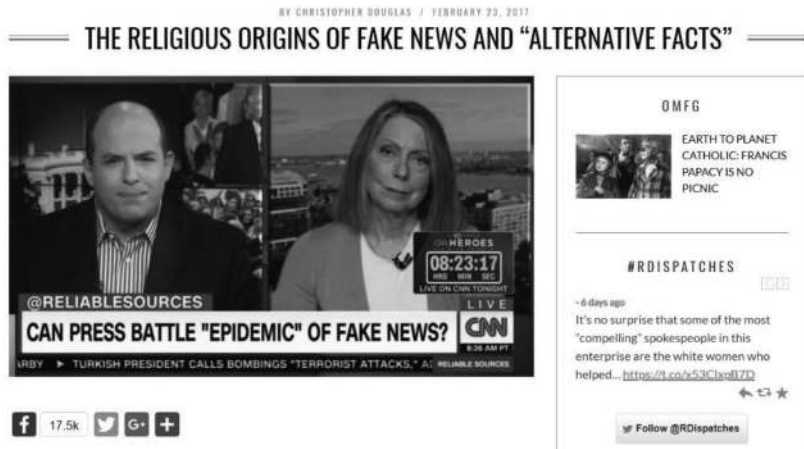 BY CHRISTOPHER DOUGLAS / FEBRUARY 23, 2017
THE RELIGIOUS ORIGINS OF FAKE NEWS AND “ALTERNATIVE FACTS”
HEROES
08:23:17
HRS MIN SEC
LIVE ON CNN TONIGHT
@RELIABLESOURCES
LIVE
CAN PRESS BATTLE "EPIDEMIC" OF FAKE NEWS?
CNN
8:36 AM PT
ARBY ▸ TURKISH PRESIDENT CALLS BOMBINGS "TERRORIST ATTACKS," A
RELIABLE SOURCES
f 17.5k G+ +
OMFG
EARTH TO PLANET
CATHOLIC: FRANCIS
PAPACY IS NO
PICNIC
#RDISPATCHES
- 6 days ago
It's no surprise that some of the most
"compelling" spokespeople in this
enterprise are the white women who
helped...
Follow @RDispatches